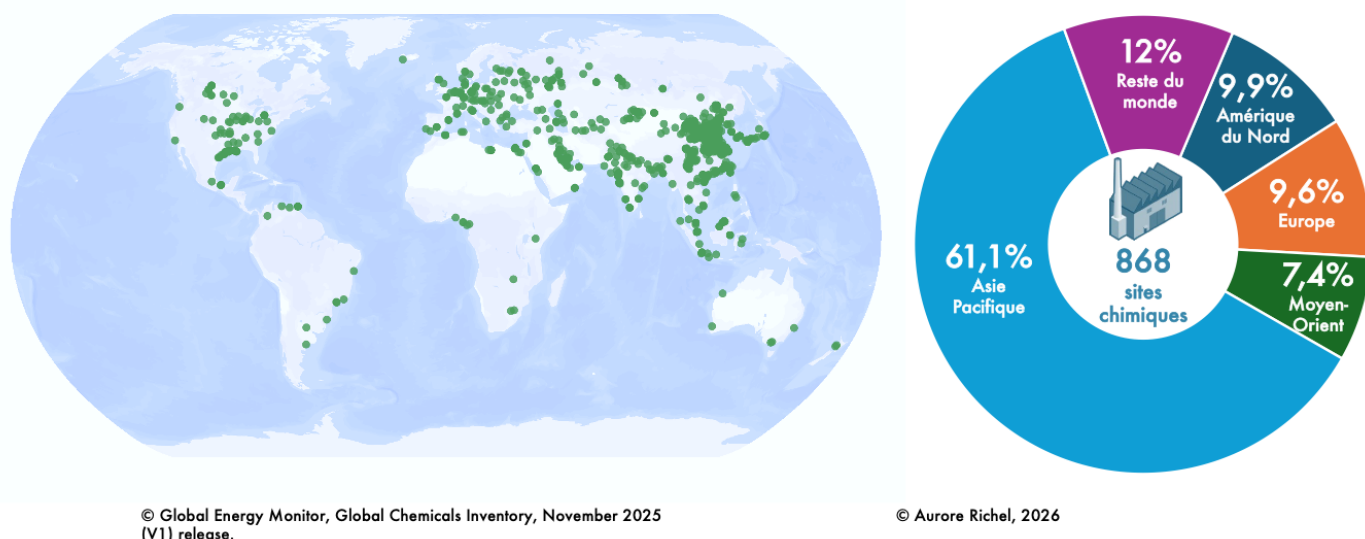 12%
Reste du
monde
9,9%
Amérique
du Nord
9,6%
Europe
7,4%
Moyen-
Orient
61,1%
Asie
Pacifique
868
sites
chimiques
© Global Energy Monitor, Global Chemicals Inventory, November 2025
(V1) release.
© Aurore Richel, 2026